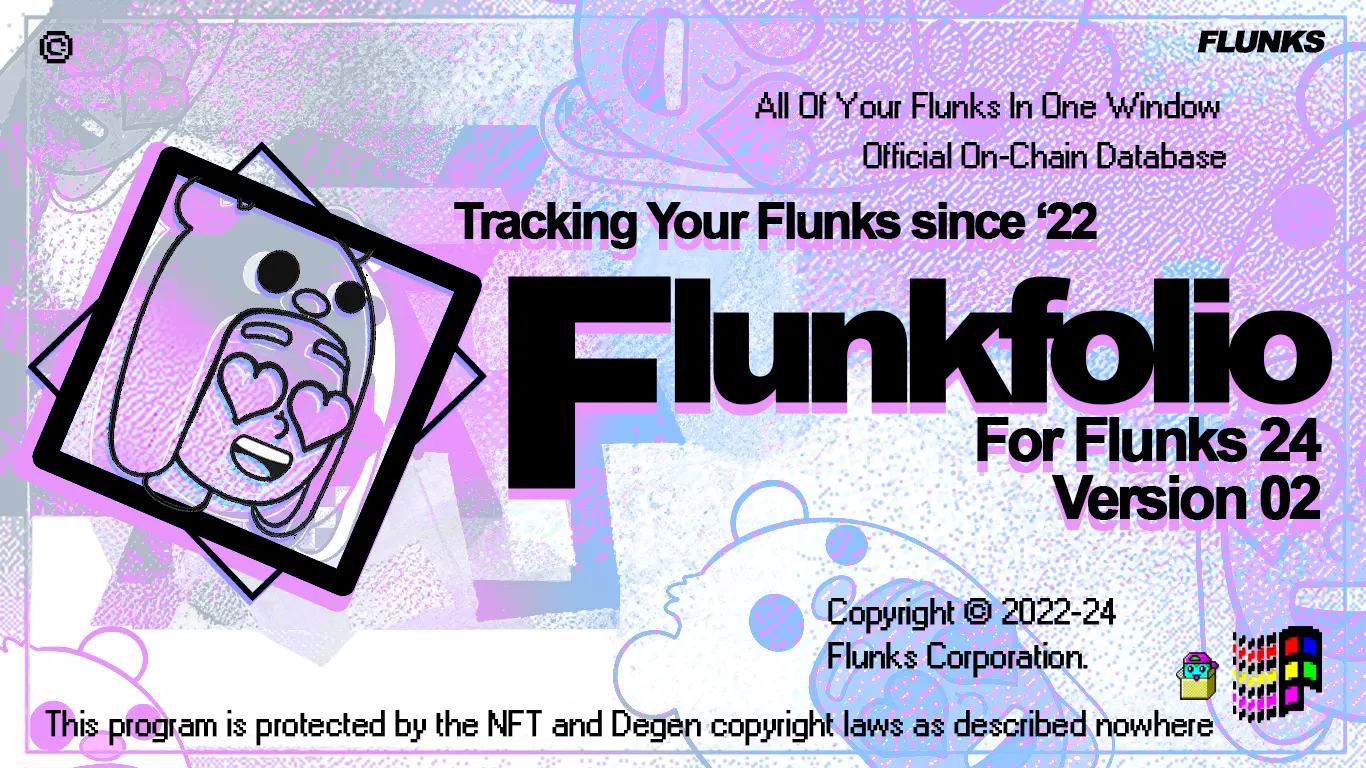 ©
FLUNKS
All Of Your Flunks In One Window
Official On-Chain Database
Tracking Your Flunks since ‘22
Flunkfolio
For Flunks 24
Version 02
Copyright © 2022-24
Flunks Corporation.
This program is protected by the NFT and Degen copyright laws as described nowhere